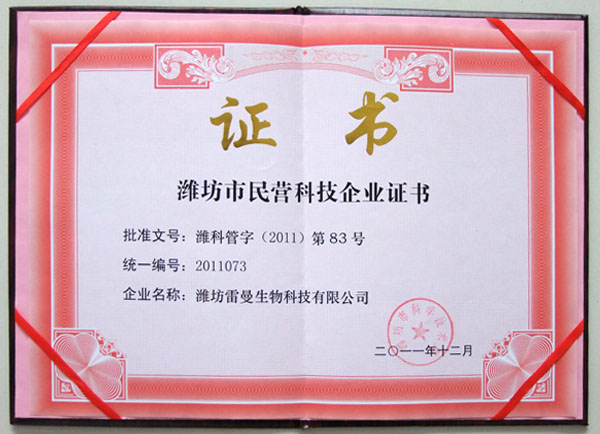 证 书
潍坊市民营科技企业证书
批准文号：潍科管字（2011）第 83 号
统一编号：2011073
企业名称：潍坊雷曼生物科技有限公司
二〇一一年十二月